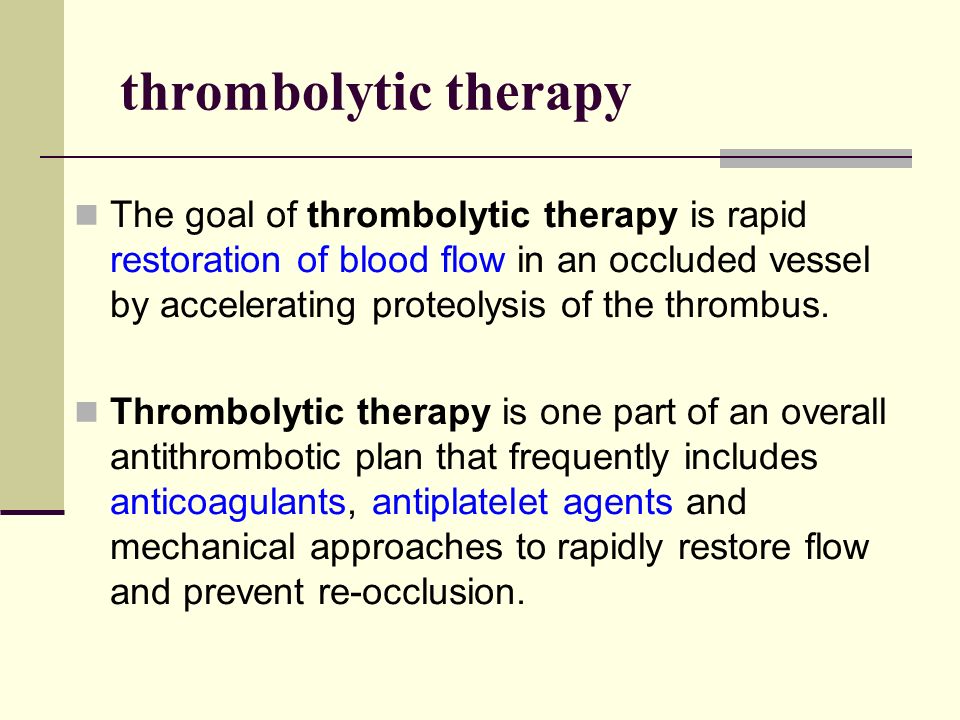 thrombolytic therapy
The goal of thrombolytic therapy is rapid
restoration of blood flow in an occluded vessel
by accelerating proteolysis of the thrombus.
Thrombolytic therapy is one part of an overall
antithrombotic plan that frequently includes
anticoagulants, antiplatelet agents and
mechanical approaches to rapidly restore flow
and prevent re-occlusion.